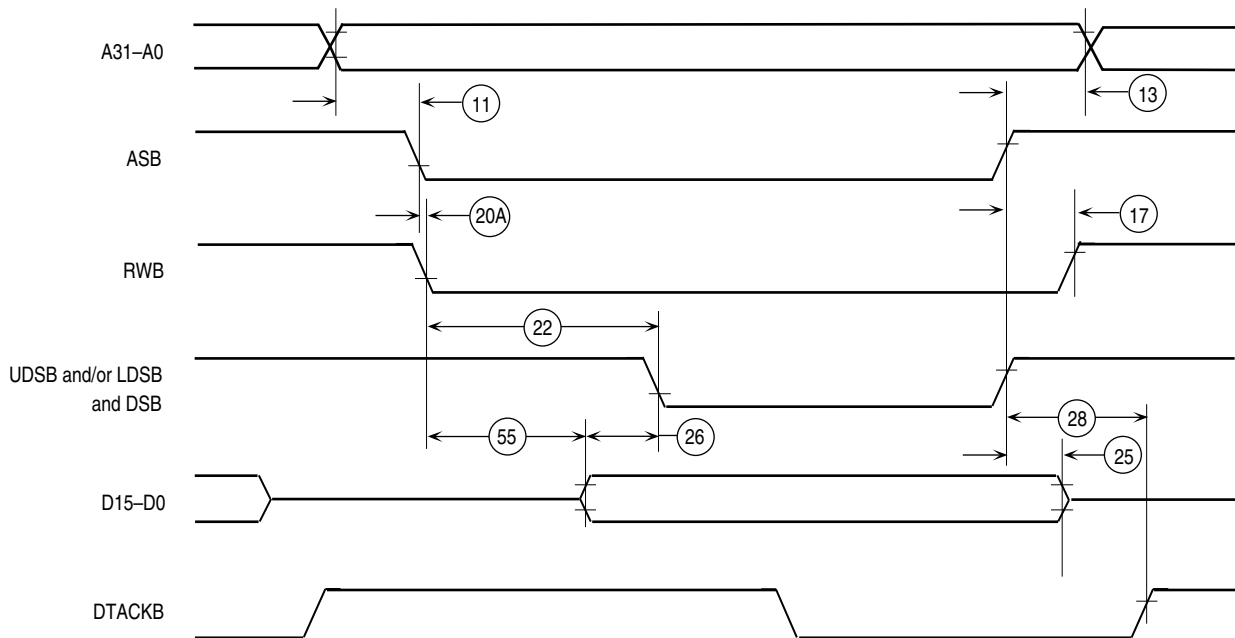 A31–A0
11
13
ASB
20A
17
RWB
22
UDSB and/or LDSB
and DSB
28
55
26
25
D15–D0
DTACKB